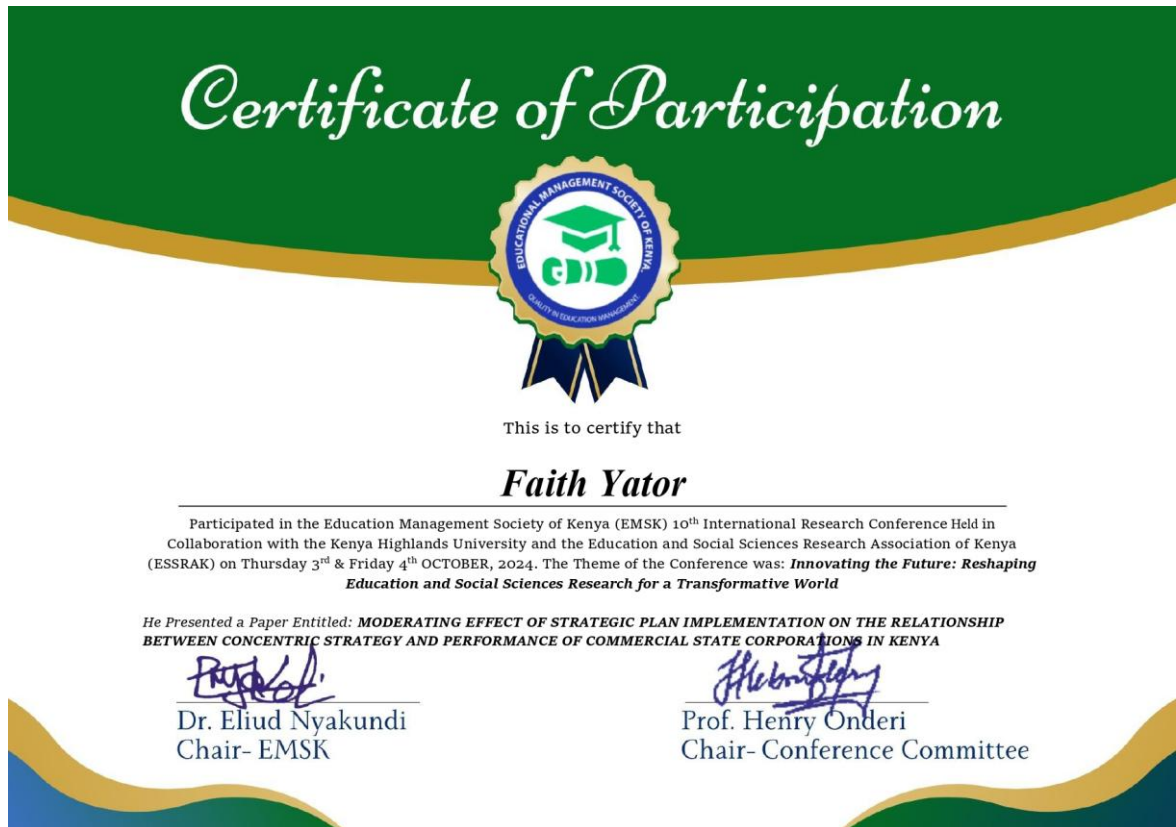 Certificate of Participation
EDUCATIONAL MANAGEMENT SOCIETY OF KENYA.
QUALITY IN EDUCATION MANAGEMENT.
This is to certify that
Faith Yator
Participated in the Education Management Society of Kenya (EMSK) 10th International Research Conference Held in
Collaboration with the Kenya Highlands University and the Education and Social Sciences Research Association of Kenya
(ESSRAK) on Thursday 3rd & Friday 4th OCTOBER, 2024. The Theme of the Conference was: Innovating the Future: Reshaping
Education and Social Sciences Research for a Transformative World
He Presented a Paper Entitled: MODERATING EFFECT OF STRATEGIC PLAN IMPLEMENTATION ON THE RELATIONSHIP
BETWEEN CONCENTRIC STRATEGY AND PERFORMANCE OF COMMERCIAL STATE CORPORATIONS IN KENYA
Dr. Eliud Nyakundi
Chair- EMSK
Prof. Henry Onderi
Chair- Conference Committee